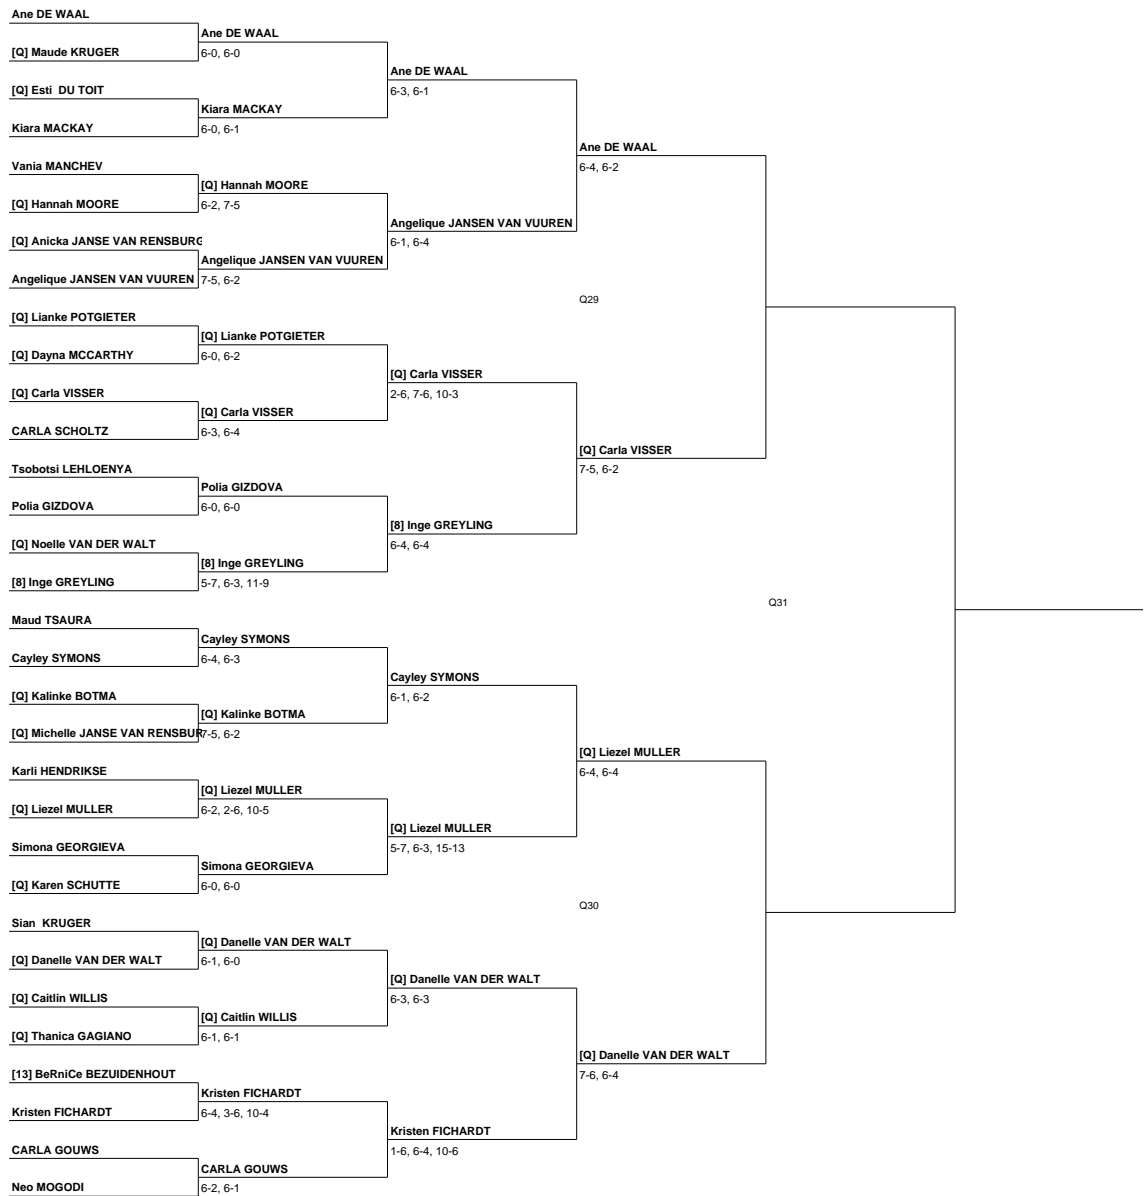 Ane DE WAAL
Ane DE WAAL
[Q] Maude KRUGER
6-0, 6-0
Ane DE WAAL
[Q] Esti  DU TOIT
6-3, 6-1
Kiara MACKAY
Kiara MACKAY
6-0, 6-1
Ane DE WAAL
Vania MANCHEV
6-4, 6-2
[Q] Hannah MOORE
[Q] Hannah MOORE
6-2, 7-5
Angelique JANSEN VAN VUUREN
[Q] Anicka JANSE VAN RENSBURG
6-1, 6-4
Angelique JANSEN VAN VUUREN
Angelique JANSEN VAN VUUREN
7-5, 6-2
Q29
[Q] Lianke POTGIETER
[Q] Lianke POTGIETER
[Q] Dayna MCCARTHY
6-0, 6-2
[Q] Carla VISSER
[Q] Carla VISSER
2-6, 7-6, 10-3
[Q] Carla VISSER
CARLA SCHOLTZ
6-3, 6-4
[Q] Carla VISSER
Tsobotsi LEHLOENYA
7-5, 6-2
Polia GIZDOVA
Polia GIZDOVA
6-0, 6-0
[8] Inge GREYLING
[Q] Noelle VAN DER WALT
6-4, 6-4
[8] Inge GREYLING
[8] Inge GREYLING
5-7, 6-3, 11-9
Q31
Maud TSAURA
Cayley SYMONS
Cayley SYMONS
6-4, 6-3
Cayley SYMONS
[Q] Kalinke BOTMA
6-1, 6-2
[Q] Kalinke BOTMA
[Q] Michelle JANSE VAN RENSBUR
7-5, 6-2
[Q] Liezel MULLER
Karli HENDRIKSE
6-4, 6-4
[Q] Liezel MULLER
[Q] Liezel MULLER
6-2, 2-6, 10-5
[Q] Liezel MULLER
Simona GEORGIEVA
5-7, 6-3, 15-13
Simona GEORGIEVA
[Q] Karen SCHUTTE
6-0, 6-0
Q30
Sian  KRUGER
[Q] Danelle VAN DER WALT
[Q] Danelle VAN DER WALT
6-1, 6-0
[Q] Danelle VAN DER WALT
[Q] Caitlin WILLIS
6-3, 6-3
[Q] Caitlin WILLIS
[Q] Thanica GAGIANO
6-1, 6-1
[Q] Danelle VAN DER WALT
[13] BeRniCe BEZUIDENHOUT
7-6, 6-4
Kristen FICHARDT
Kristen FICHARDT
6-4, 3-6, 10-4
Kristen FICHARDT
CARLA GOUWS
1-6, 6-4, 10-6
CARLA GOUWS
Neo MOGODI
6-2, 6-1